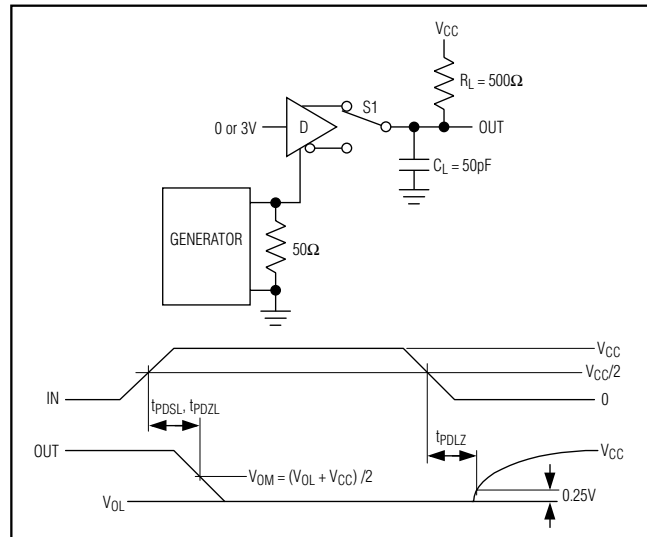 VCC
RL = 500Ω
S1
0 or 3V
D
OUT
CL = 50pF
GENERATOR
50Ω
VCC
VCC/2
IN
0
tPDSL, tPDZL
tPDLZ
OUT
VCC
VOM = (VOL + VCC) /2
0.25V
VOL